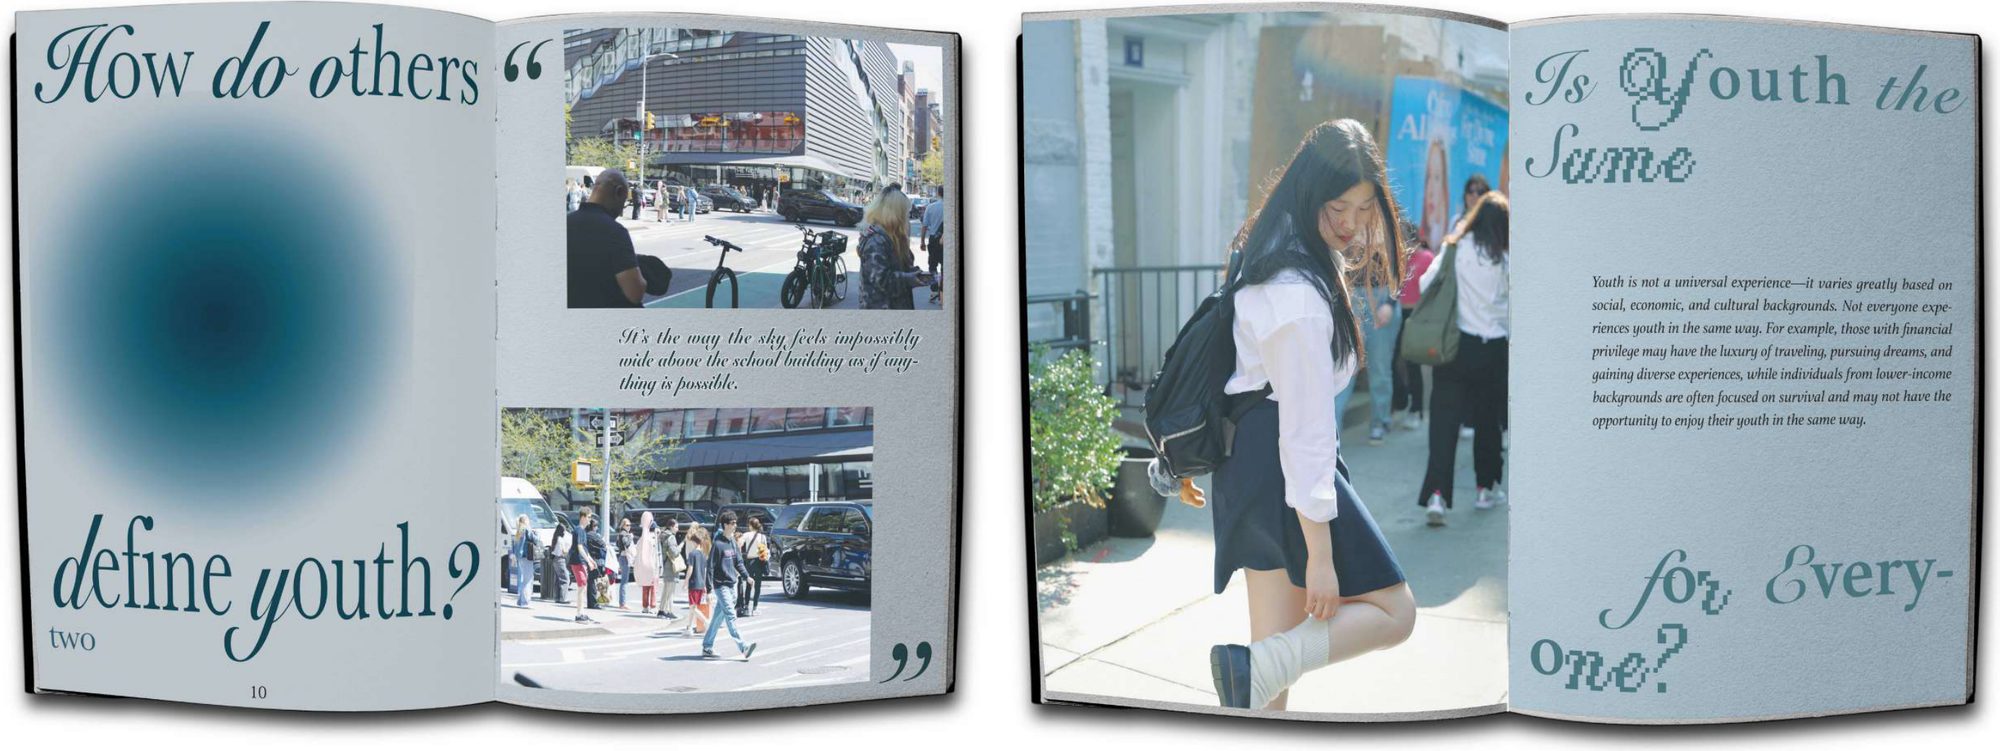 How do others
define youth?
two
10
“
It's the way the sky feels impossibly
wide above the school building as if any-
thing is possible.
”
Is Youth the
Same
Youth is not a universal experience—it varies greatly based on
social, economic, and cultural backgrounds. Not everyone expe-
riences youth in the same way. For example, those with financial
privilege may have the luxury of traveling, pursuing dreams, and
gaining diverse experiences, while individuals from lower-income
backgrounds are often focused on survival and may not have the
opportunity to enjoy their youth in the same way.
for Every-
one?